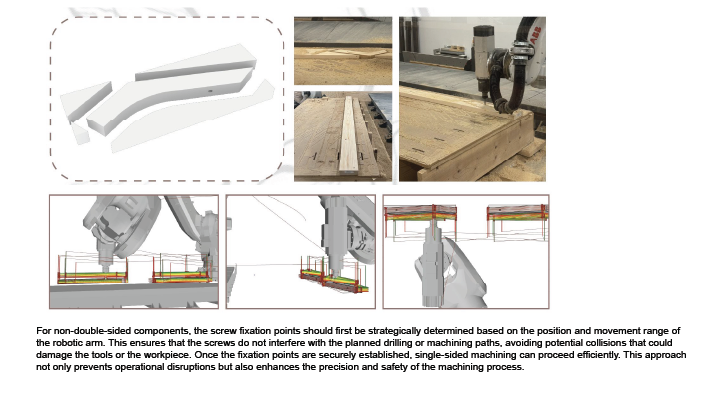 ABB
For non-double-sided components, the screw fixation points should first be strategically determined based on the position and movement range of
the robotic arm. This ensures that the screws do not interfere with the planned drilling or machining paths, avoiding potential collisions that could
damage the tools or the workpiece. Once the fixation points are securely established, single-sided machining can proceed efficiently. This approach
not only prevents operational disruptions but also enhances the precision and safety of the machining process.